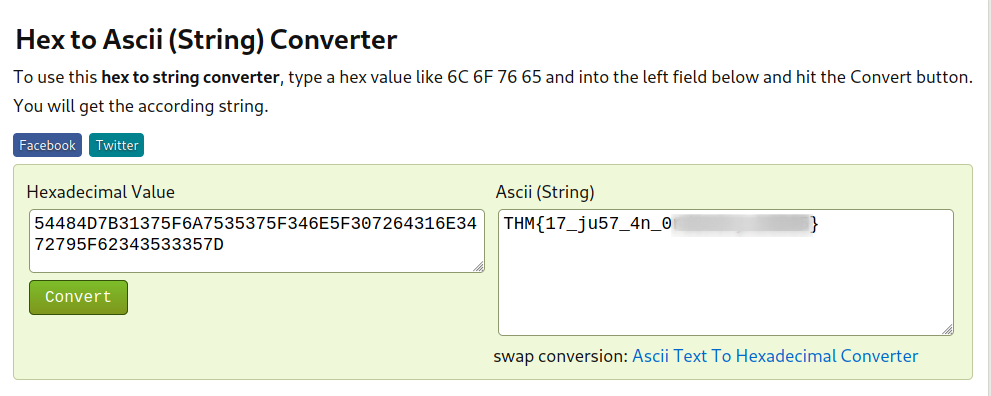 Hex to Ascii (String) Converter
To use this hex to string converter, type a hex value like 6C 6F 76 65 and into the left field below and hit the Convert button.
You will get the according string.
Facebook Twitter
Hexadecimal Value
54484D7B31375F6A7535375F346E5F307264316E34
72795F62343533357D
Convert
Ascii (String)
THM{17_ju57_4n_0 }
swap conversion: Ascii Text To Hexadecimal Converter